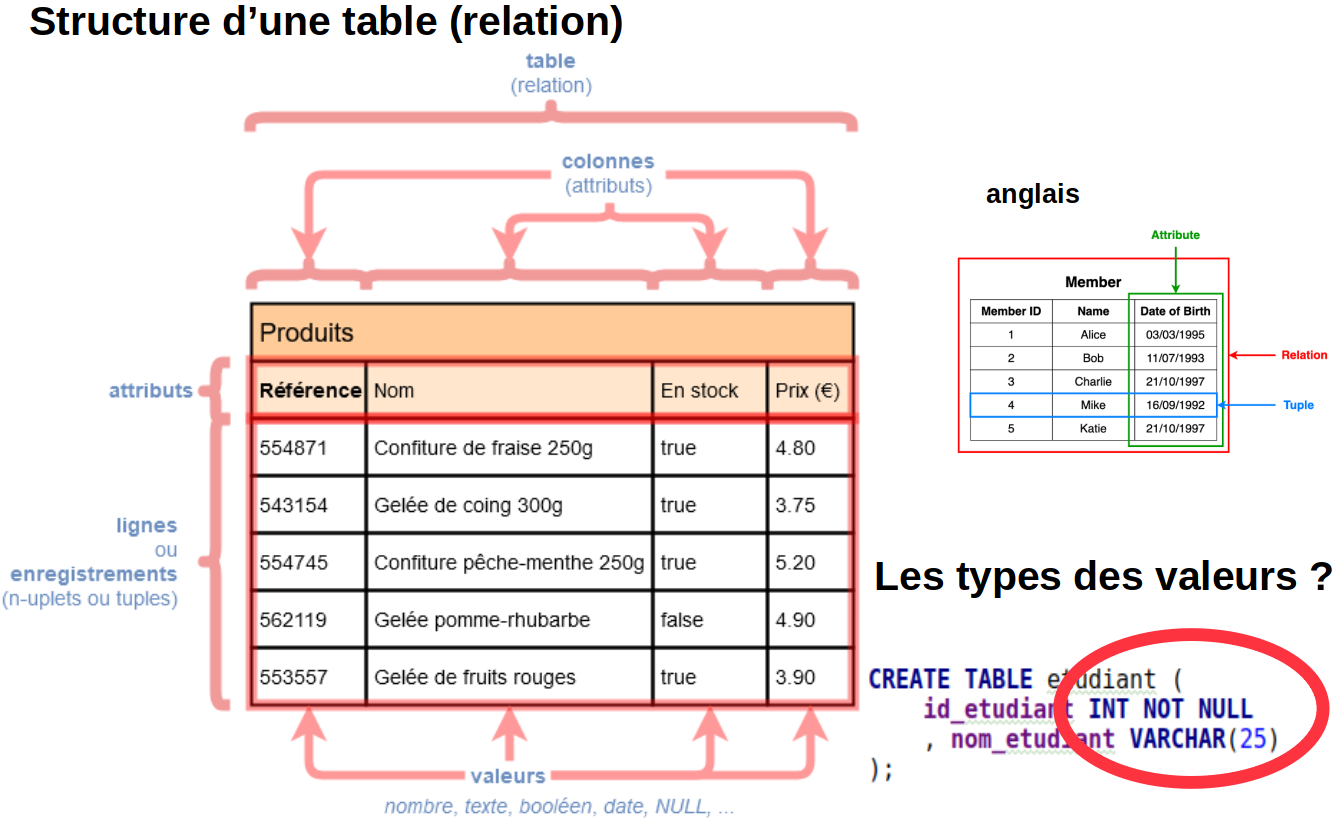 Structure d’une table (relation)
table
(relation)
colonnes
(attributs)
Produits
attributs
Référence Nom En stock Prix (€)
554871 Confiture de fraise 250g true 4.80
543154 Gelée de coing 300g true 3.75
lignes
ou
enregistrements
(n-uplets ou tuples)
554745 Confiture pêche-menthe 250g true 5.20
562119 Gelée pomme-rhubarbe false 4.90
553557 Gelée de fruits rouges true 3.90
valeurs
nombre, texte, booléen, date, NULL, ...
anglais
Attribute
Member
Member ID Name Date of Birth
1 Alice 03/03/1995
2 Bob 11/07/1993
Relation
3 Charlie 21/10/1997
4 Mike 16/09/1992
Tuple
5 Katie 21/10/1997
Les types des valeurs ?
CREATE TABLE etudiant (
id_etudiant INT NOT NULL
, nom_etudiant VARCHAR(25)
);